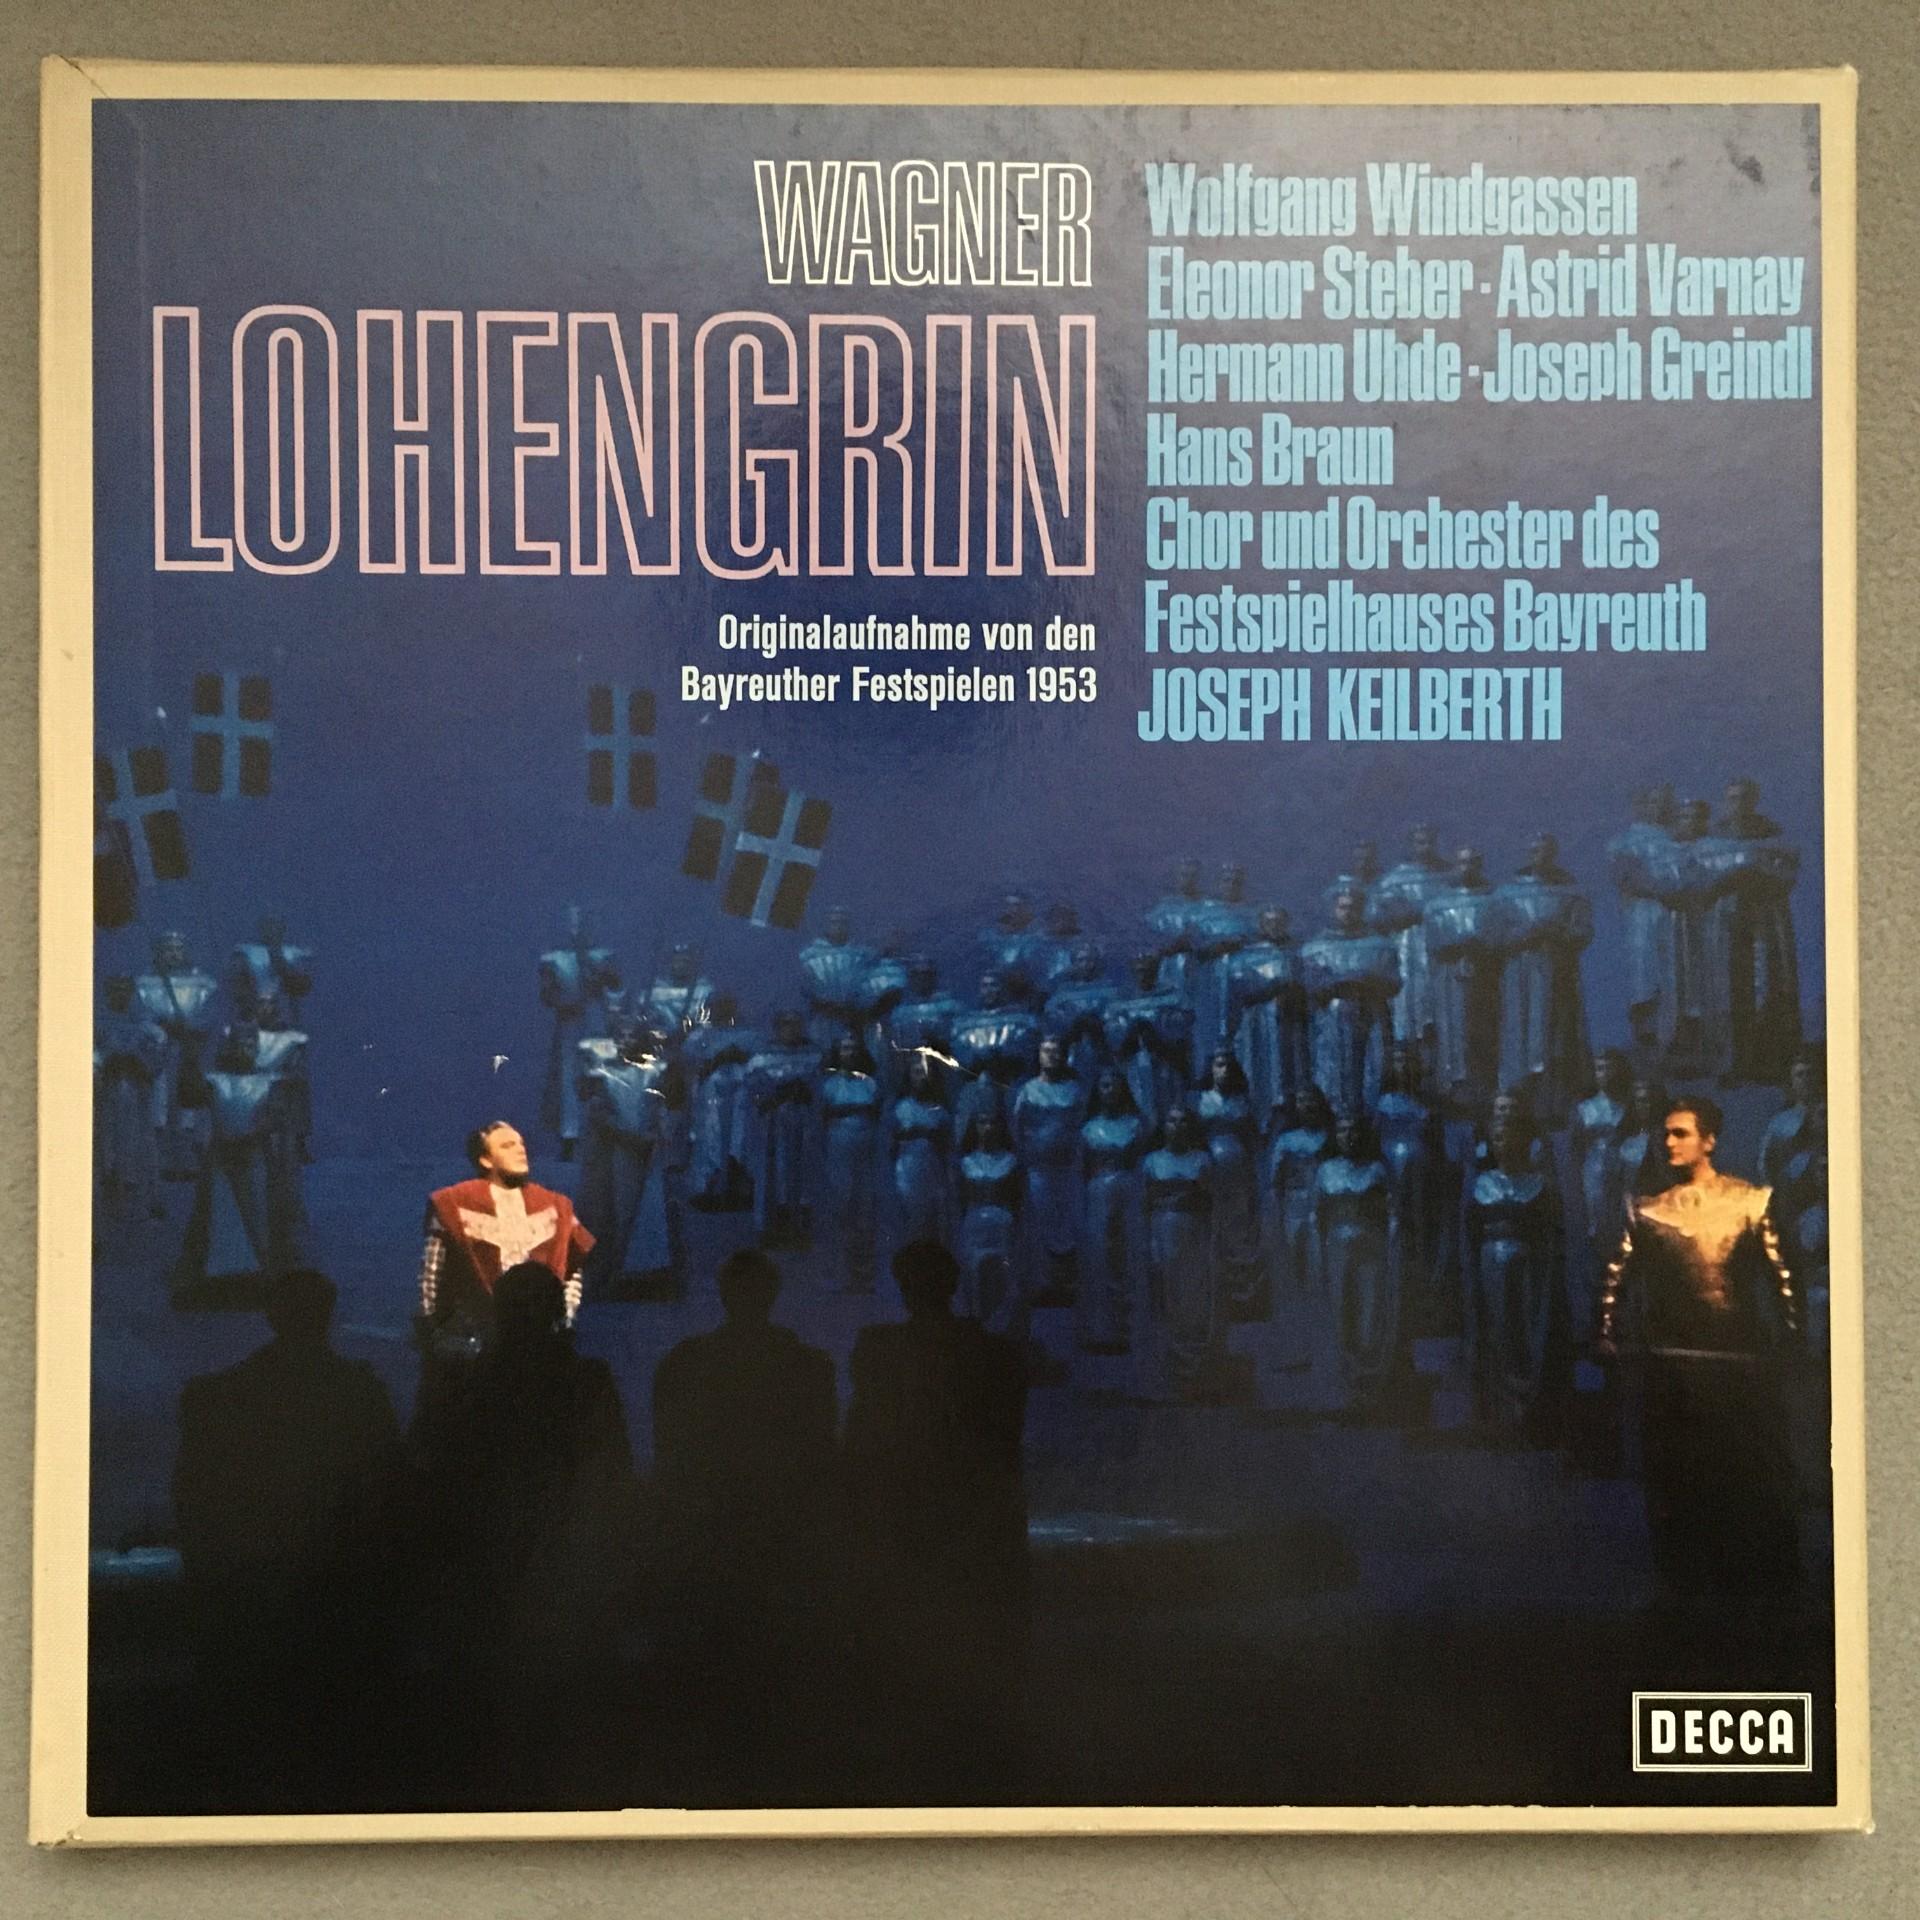 WAGNER
LOHENGRIN
Originalaufnahme von den
Bayreuther Festspielen 1953
Wolfgang Windgassen
Eleonor Steber · Astrid Varnay
Hermann Uhde · Joseph Greindl
Hans Braun
Chor und Orchester des
Festspielhauses Bayreuth
JOSEPH KEILBERTH
DECCA